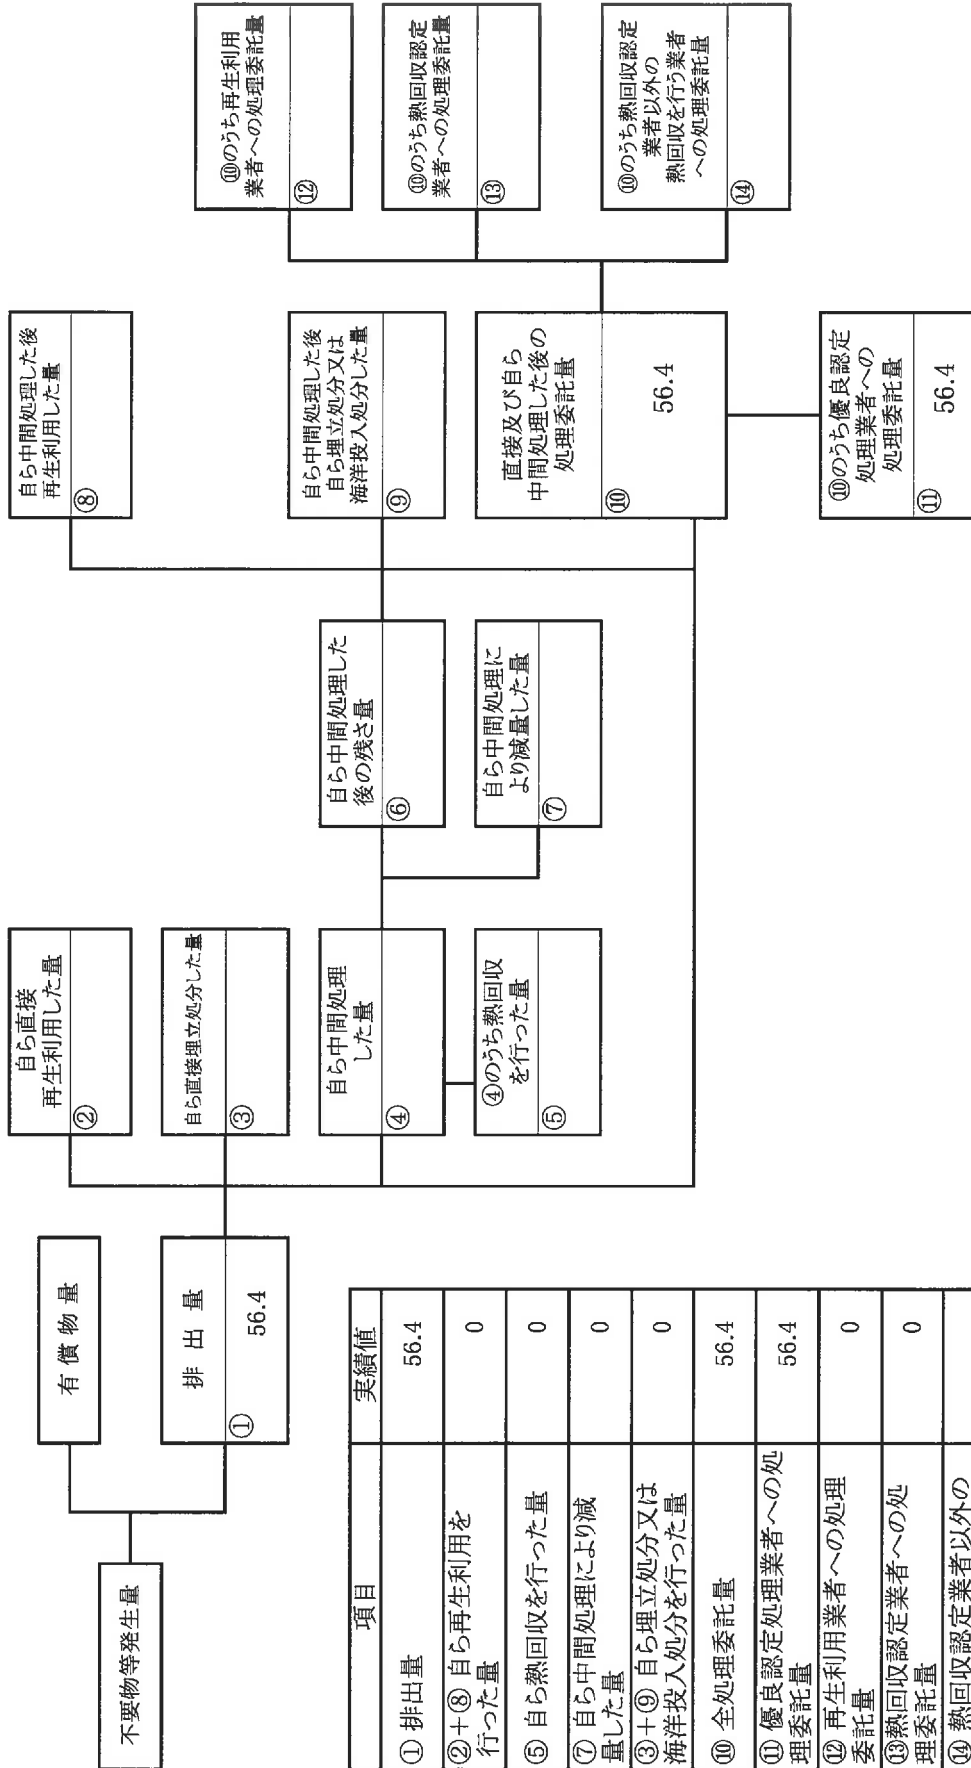 不要物等発生量
有償物量
排出量
①
56.4
自ら直接
再生利用した量
②
自ら直接埋立処分した量
③
自ら中間処理
した量
④
④のうち熱回収
を行った量
⑤
自ら中間処理した
後の残さ量
⑥
自ら中間処理に
より減量した量
⑦
自ら中間処理した後
再生利用した量
⑧
自ら中間処理した後
自ら埋立処分又は
海洋投入処分した量
⑨
直接及び自ら
中間処理した後の
処理委託量
⑩
56.4
⑩のうち優良認定
処理業者への
処理委託量
⑪
56.4
⑩のうち再生利用
業者への処理委託量
⑫
⑩のうち熱回収認定
業者への処理委託量
⑬
⑩のうち熱回収認定
業者以外の
熱回収を行う業者
への処理委託量
⑭
項目 実績値
① 排出量 56.4
②+⑧ 自ら再生利用を
行った量 0
⑤ 自ら熱回収を行った量 0
⑦ 自ら中間処理により減
量した量 0
③+⑨ 自ら埋立処分又は
海洋投入処分を行った量 0
⑩ 全処理委託量 56.4
⑪ 優良認定処理業者への処
理委託量 56.4
⑫ 再生利用業者への処理
委託量 0
⑬熱回収認定業者への処
理委託量 0
⑭ 熱回収認定業者以外の